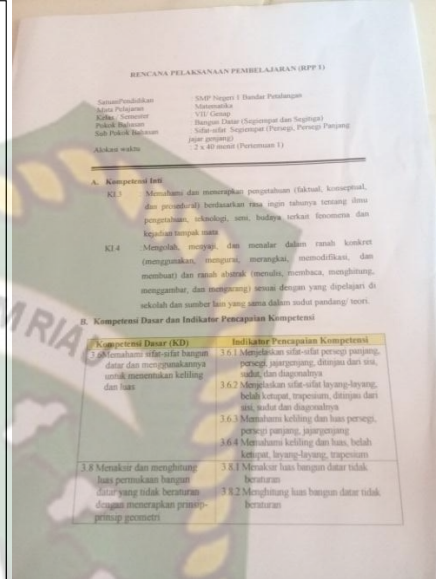 RENCANA PELAKSANAAN PEMBELAJARAN (RPP 1)
SatuanPendidikan : SMP Negeri 1 Bandar Petalangan
Mata Pelajaran : Matematika
Kelas / Semester : VII/ Genap
Pokok Bahasan : Bangun Datar (Segiempat dan Segitiga)
Sub Pokok Bahasan : Sifat-sifat Segiempat (Persegi, Persegi Panjang
jajar genjang)
Alokasi waktu : 2 x 40 menit (Pertemuan 1)
A. Kompetensi Inti
KI.3 Memahami dan menerapkan pengetahuan (faktual, konseptual,
dan prosedural) berdasarkan rasa ingin tahunya tentang ilmu
pengetahuan, teknologi, seni, budaya terkait fenomena dan
kejadian tampak mata
KI.4 Mengolah, menyaji, dan menalar dalam ranah konkret
(menggunakan, mengurai, merangkai, memodifikasi, dan
membuat) dan ranah abstrak (menulis, membaca, menghitung,
menggambar, dan mengarang) sesuai dengan yang dipelajari di
sekolah dan sumber lain yang sama dalam sudut pandang/ teori.
B. Kompetensi Dasar dan Indikator Pencapaian Kompetensi
Kompetensi Dasar (KD) Indikator Pencapaian Kompetensi
3.6Memahami sifat-sifat bangun
datar dan menggunakannya
untuk menentukan keliling
dan luas
3.6.1 Menjelaskan sifat-sifat persegi panjang,
persegi, jajargenjang, ditinjau dari sisi,
sudut, dan diagonalnya
3.6.2 Menjelaskan sifat-sifat layang-layang,
belah ketupat, trapesium, ditinjau dari
sisi, sudut dan diagonalnya
3.6.3 Memahami keliling dan luas persegi,
persegi panjang, jajargenjang
3.6.4 Memahami keliling dan luas, belah
ketupat, layang-layang, trapesium
3.8 Menaksir dan menghitung
luas permukaan bangun
datar yang tidak beraturan
dengan menerapkan prinsip-
prinsip geometri
3.8.1 Menaksir luas bangun datar tidak
beraturan
3.8.2 Menghitung luas bangun datar tidak
beraturan
M RIAU